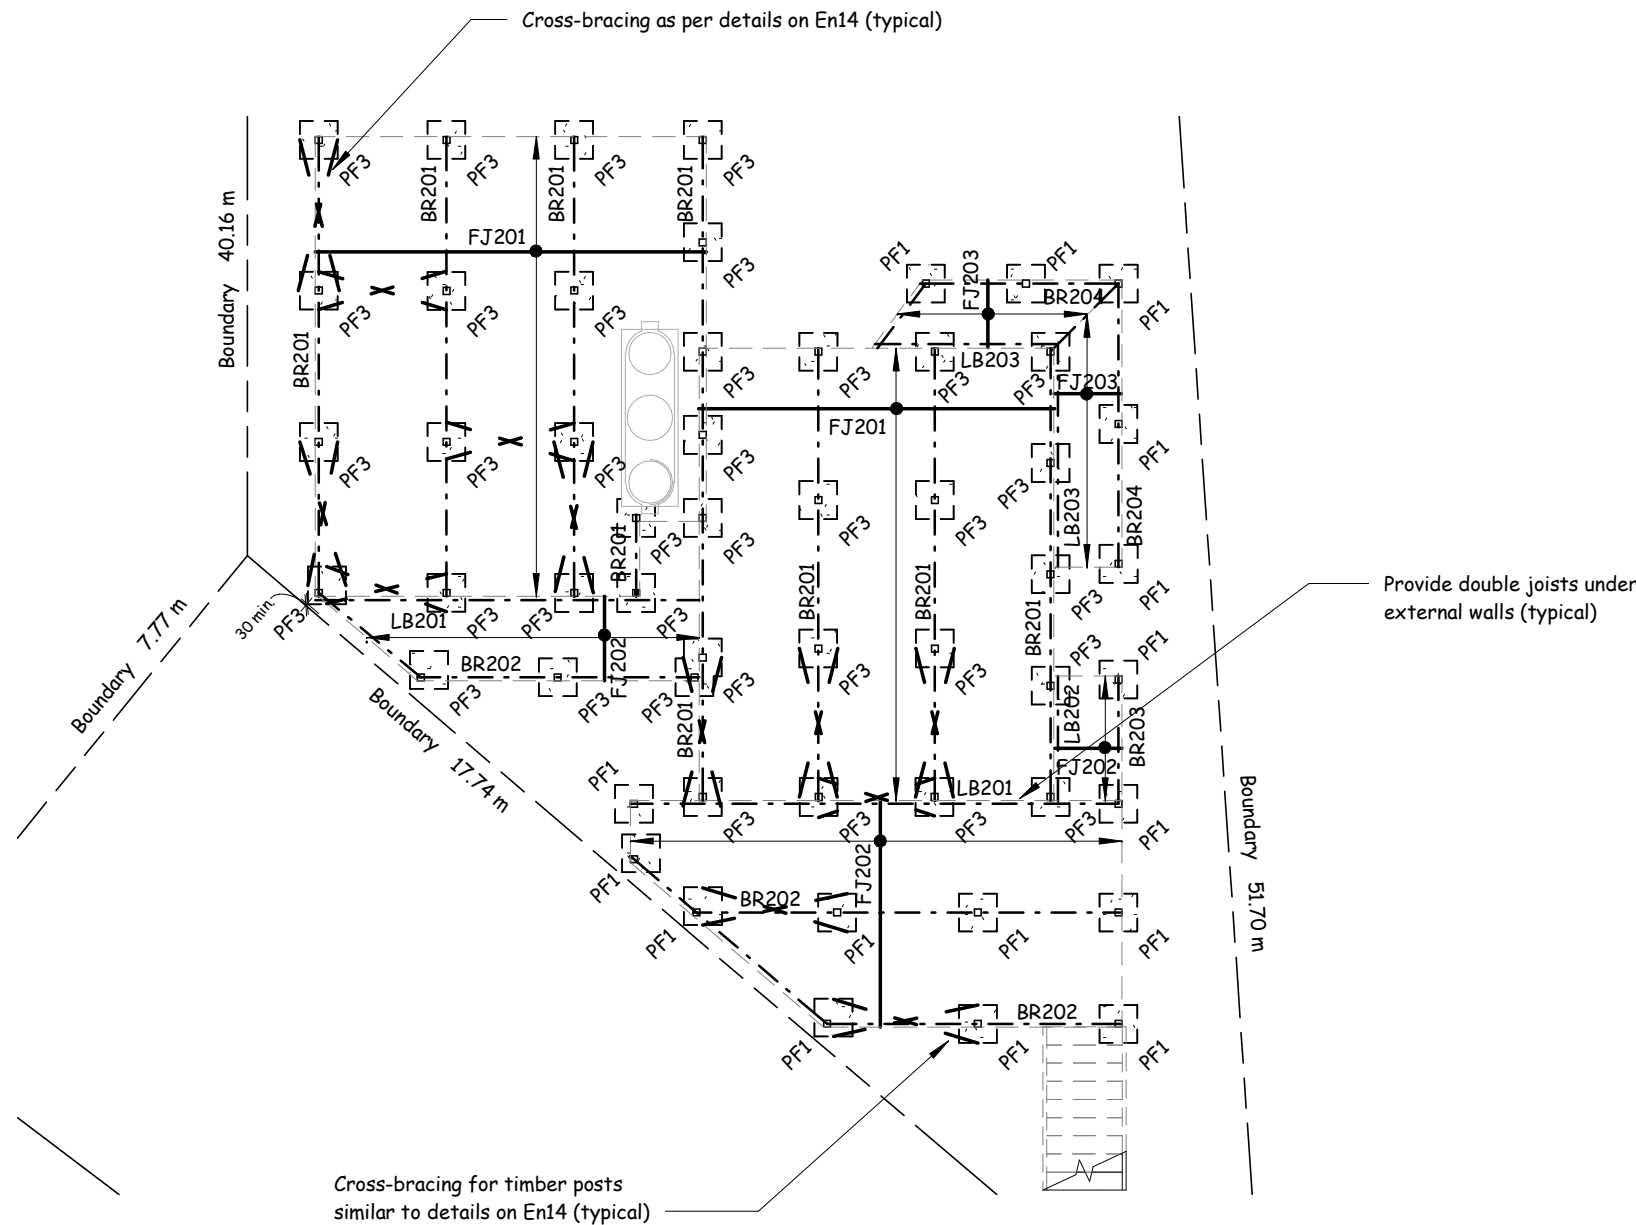 Cross-bracing as per details on En14 (typical)
PF3
PF3
PF3
PF3
BR201
BR201
BR201
Boundary 40.16 m
FJ201
PF1
FJ203
PF1
PF3
BR204
PF1
PF3
PF3
PF3
BR201
LB203
PF3
PF3
PF3
PF3
FJ203
FJ201
PF1
PF3
PF3
PF3
PF3
PF3
LB203
BR204
PF3
PF3
PF3
PF3
BR201
BR201
BR201
PF1
PF3
Provide double joists under
external walls (typical)
30 min.
PF3
LB201
PF3
PF3
PF3
BR201
Boundary 7.77 m
BR202
FJ202
PF3
PF1
PF3
PF3
PF3
PF3
PF3
PF3
PF3
LB202
BR201
BR203
Boundary 17.74 m
FJ202
PF1
LB201
PF3
PF3
PF3
PF3
PF1
FJ202
PF1
BR202
Boundary 51.70 m
PF1
PF1
PF1
PF1
BR202
PF1
PF1
PF1
Cross-bracing for timber posts
similar to details on En14 (typical)